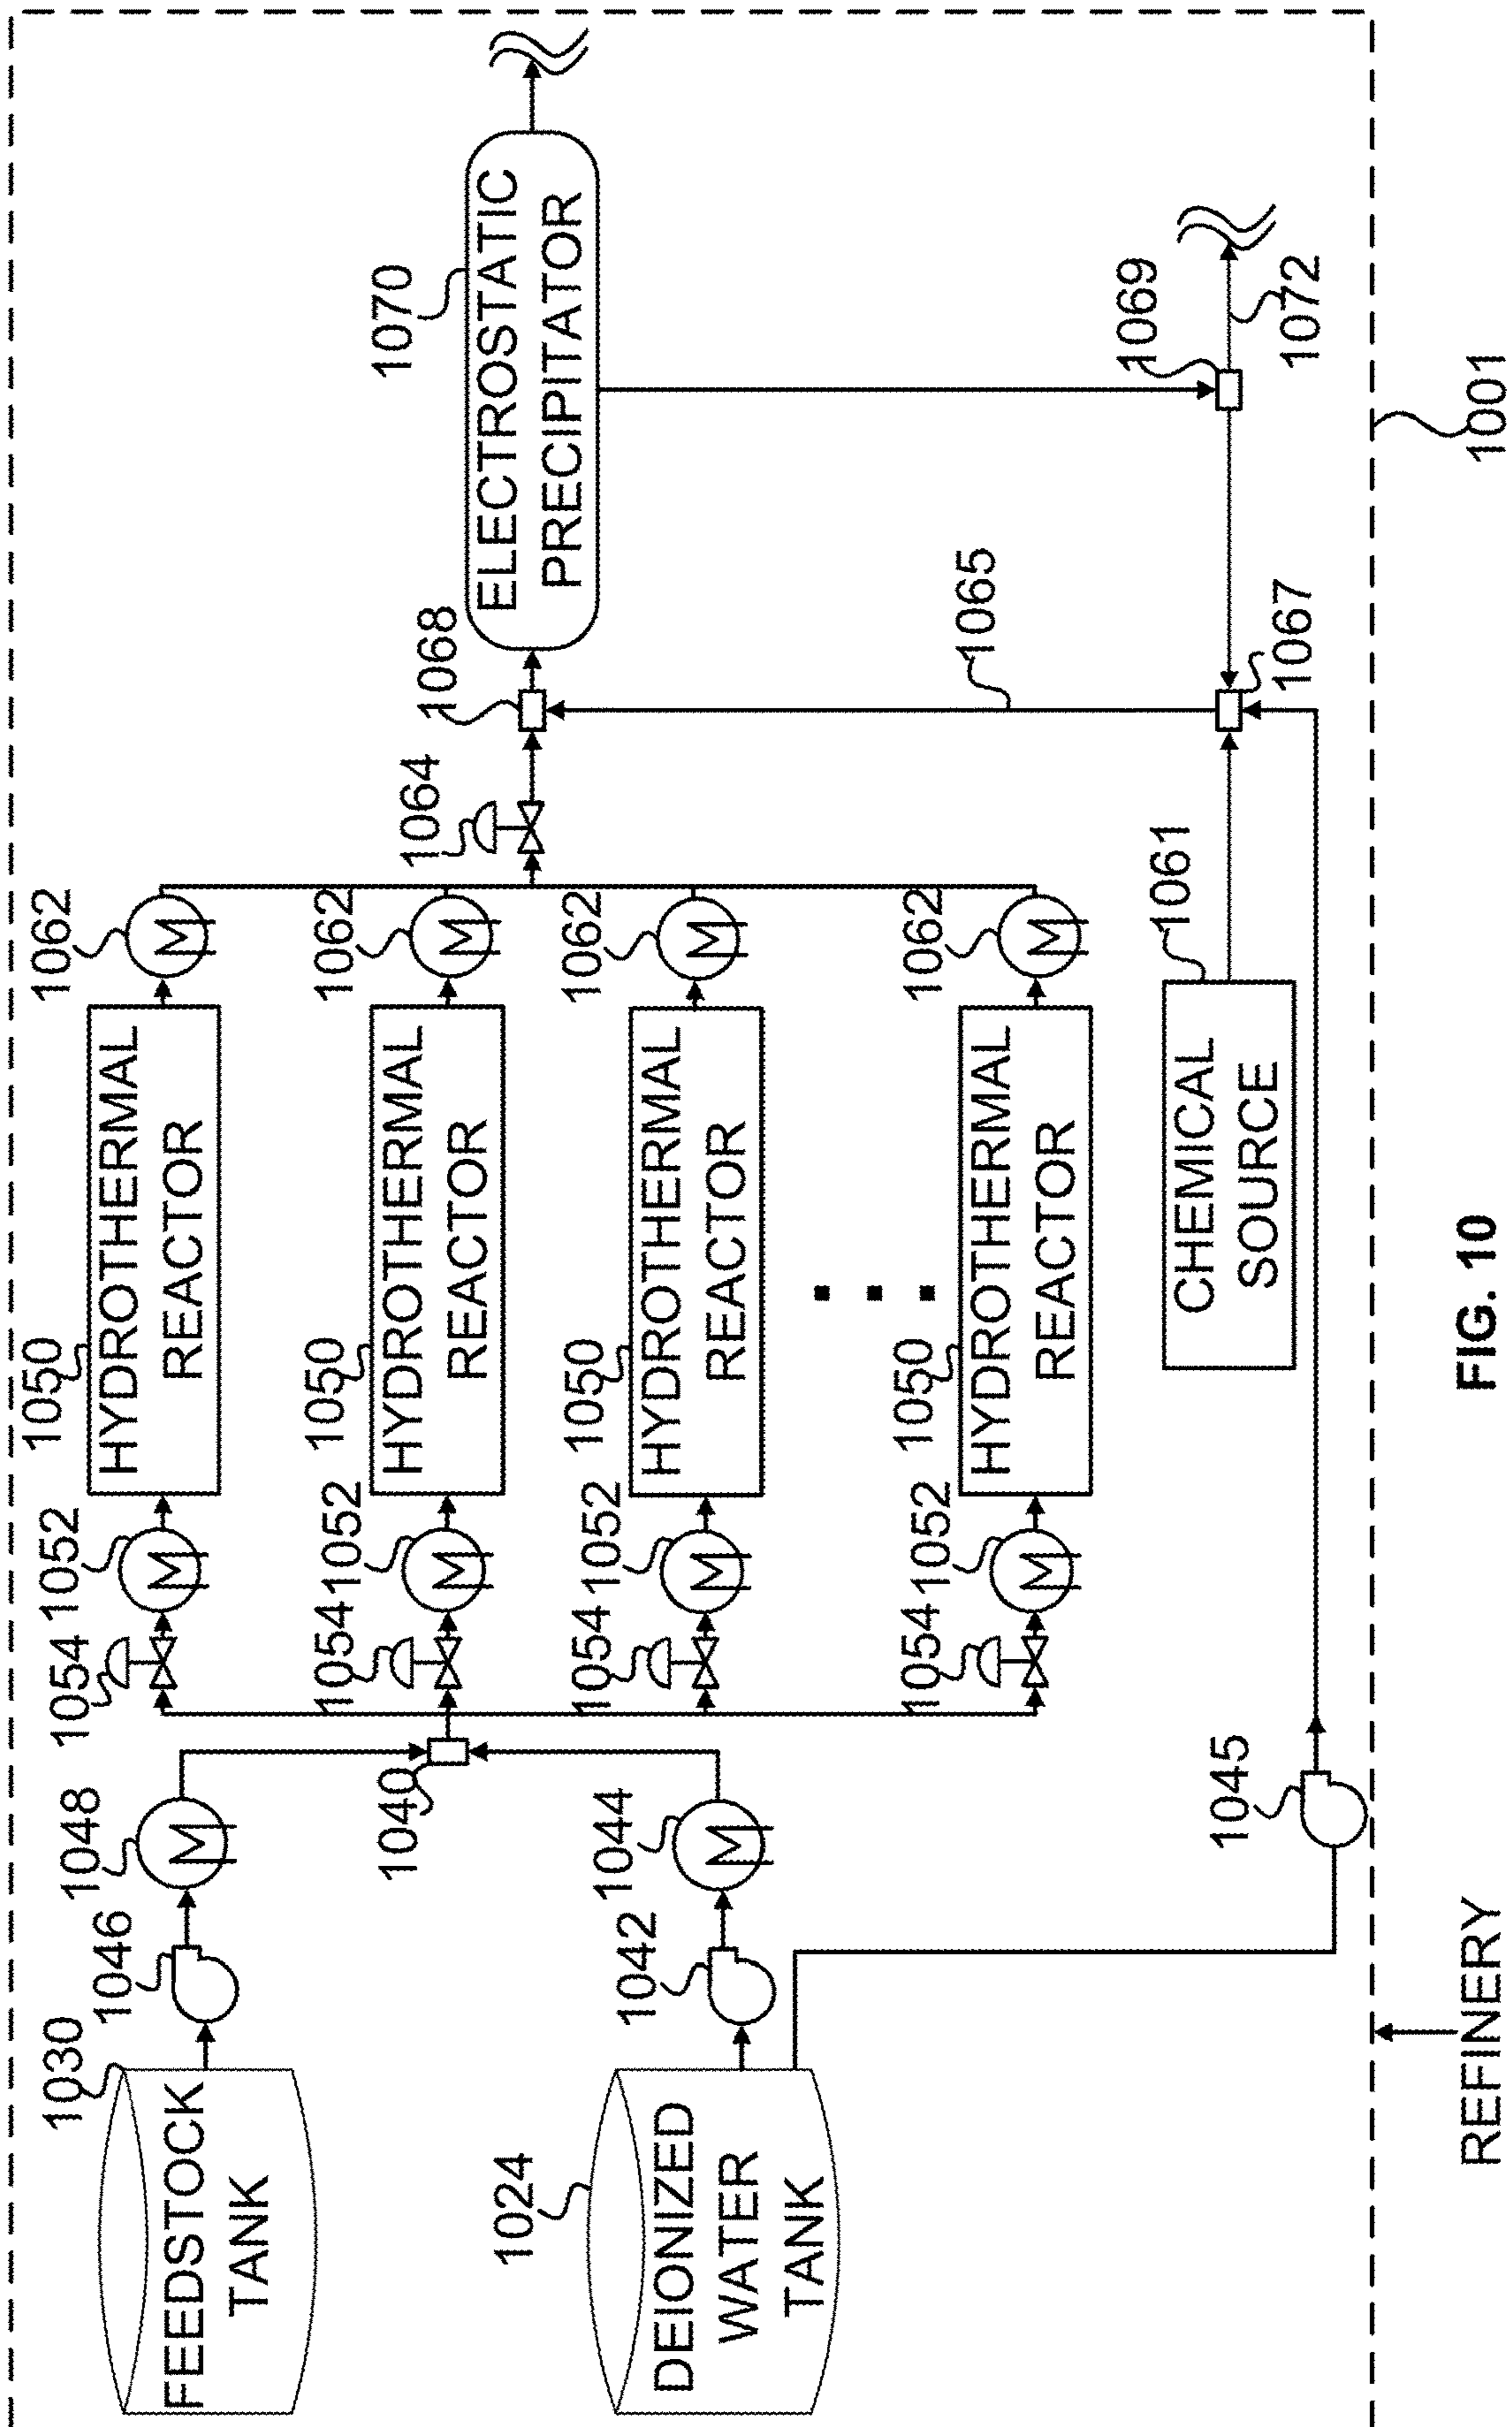 1030
FEEDSTOCK
TANK
1046
1048
1024
DEIONIZED
WATER
TANK
1042
1044
1040
1045
1054
1052
1050
HYDROTHERMAL
REACTOR
1062
1054
1052
1050
HYDROTHERMAL
REACTOR
1062
1054
1052
1050
HYDROTHERMAL
REACTOR
1062
1054
1052
1050
HYDROTHERMAL
REACTOR
1062
1061
CHEMICAL
SOURCE
1064
1068
1065
1067
1070
ELECTROSTATIC
PRECIPITATOR
1069
1072
1001
REFINERY
FIG. 10